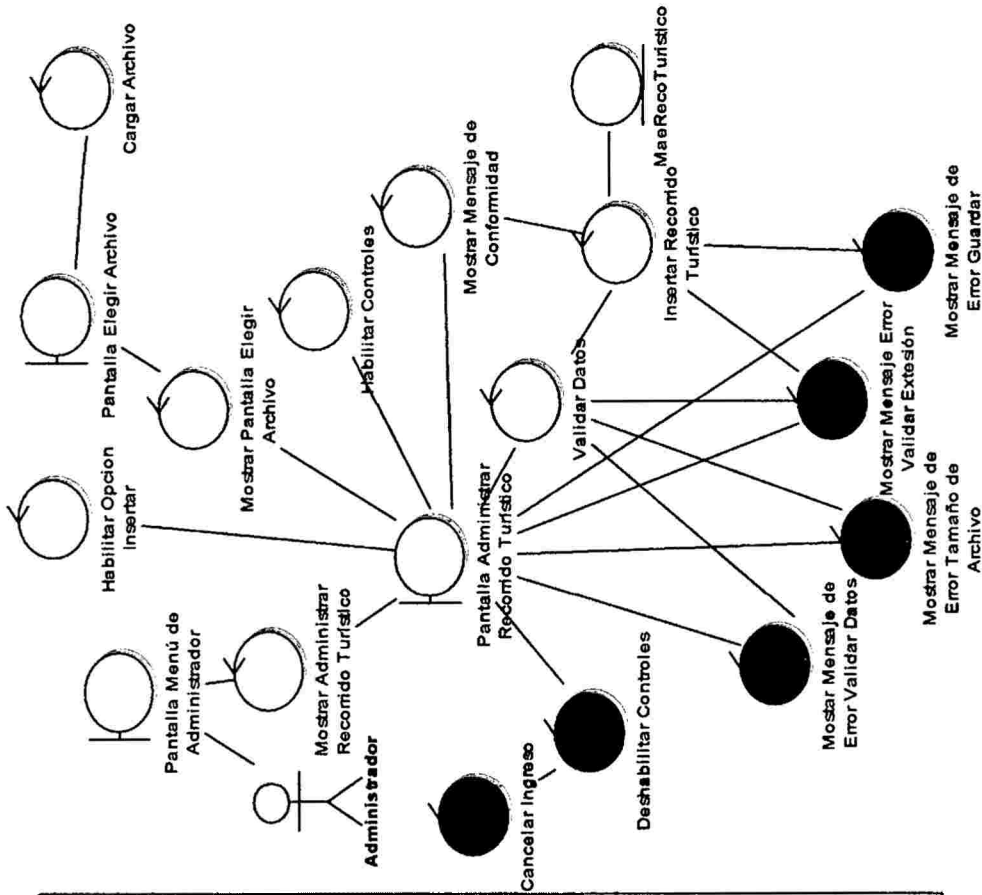 Cargar Archivo
Pantalla Elegir Archivo
Habilitar Opcion
Insertar
Mostrar Pantalla Elegir
Archivo
Habilitar Controles
Mostrar Mensaje de
Conformidad
MaeRecoTuristico
Pantalla Menú de
Administrador
Mostrar Administrar
Recorrido Turístico
Administrador
Pantalla Administrar
Recorrido Turístico
Validar Datos
Insertar Recorrido
Turístico
Cancelar Ingreso
Deshabilitar Controles
Mostar Mensaje de
Error Validar Datos
Mostrar Mensaje de
Error Tamaño de
Archivo
Mostrar Mensaje Error
Validar Extesión
Mostrar Mensaje de
Error Guardar